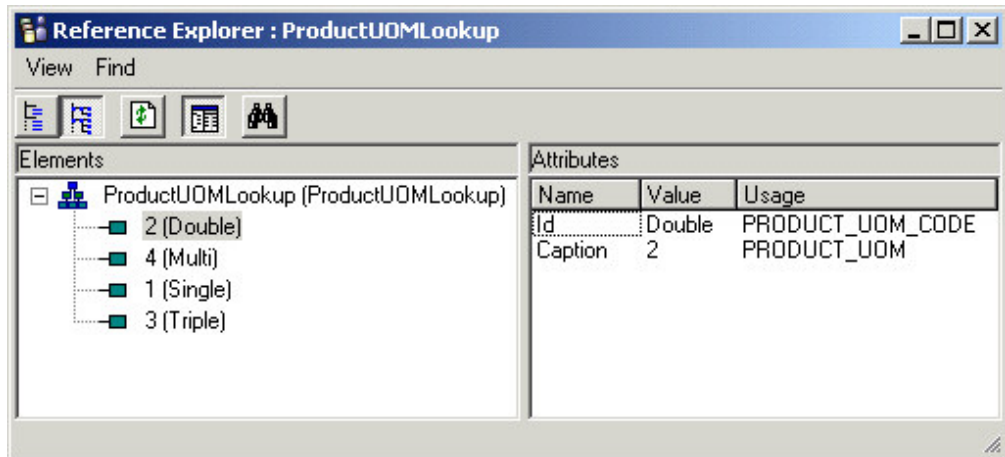 Reference Explorer : ProductUOMLookup
View Find
Elements
ProductUOMLookup (ProductUOMLookup)
2 (Double)
4 (Multi)
1 (Single)
3 (Triple)
Attributes
Name Value Usage
Id Double PRODUCT_UOM_CODE
Caption 2 PRODUCT_UOM